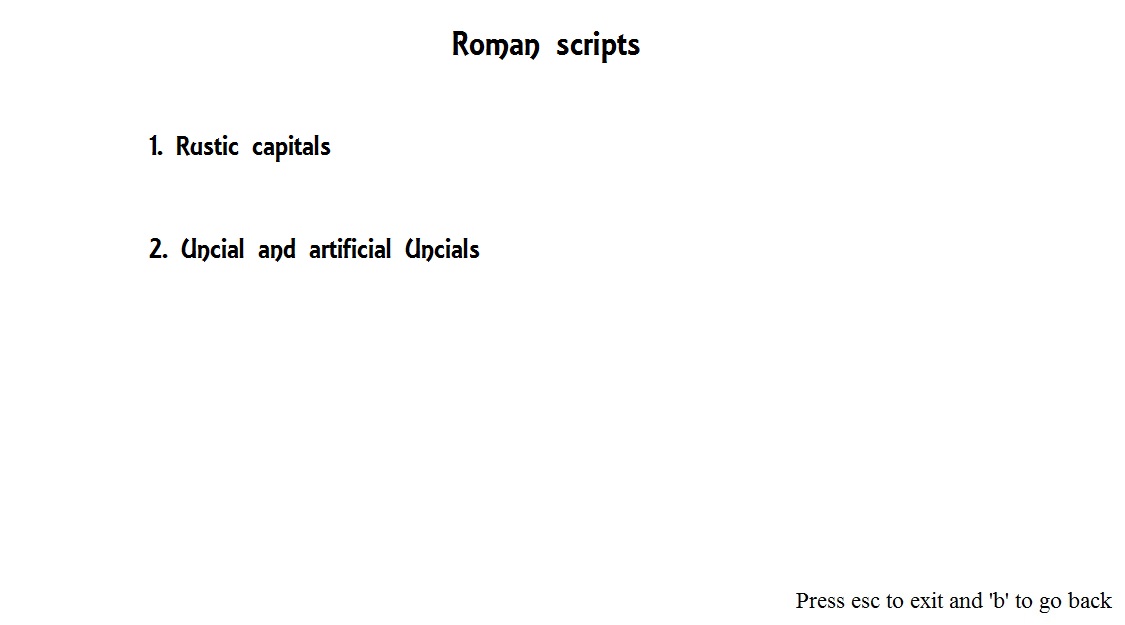 Roman scripts
1. Rustic capitals
2. Uncial and artificial Uncials
Press esc to exit and 'b' to go back